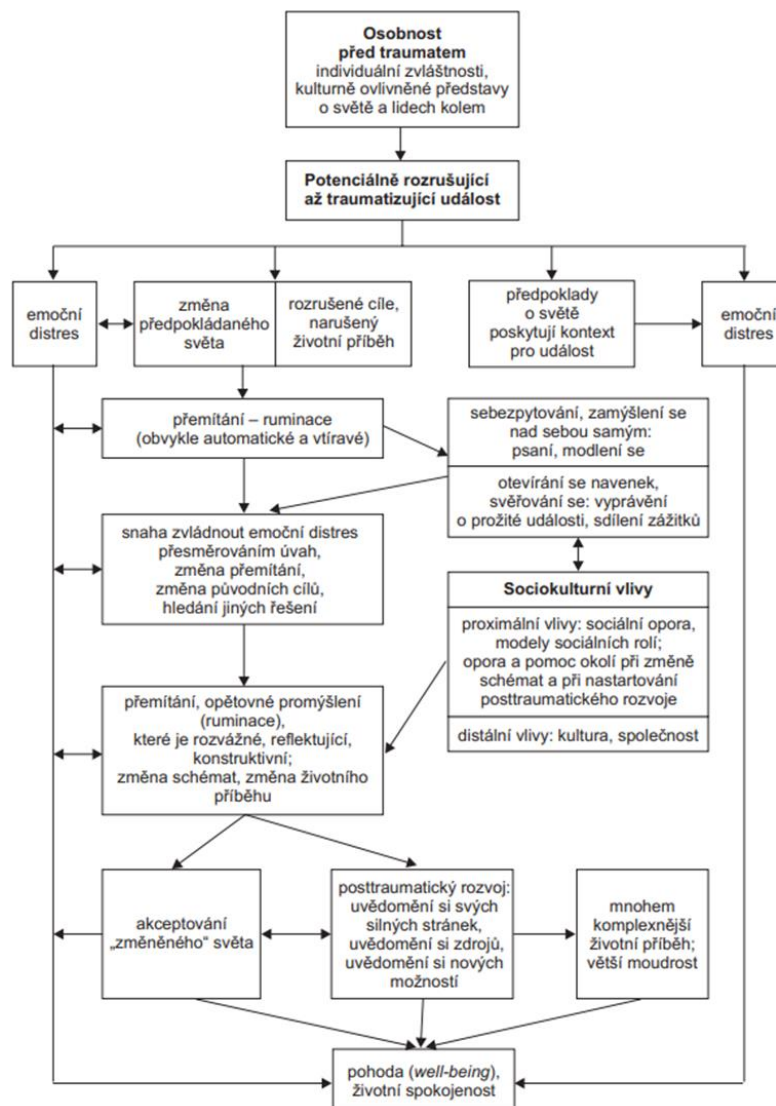 Osobnost
před traumatem
individuální zvláštnosti,
kulturně ovlivněné představy
o světě a lidech kolem
Potenciálně rozrušující
až traumatizující událost
emoční
distres
změna
předpokládaného
světa
rozrušené cíle,
narušený
životní příběh
předpoklady
o světě
poskytují kontext
pro událost
emoční
distres
přemítání – ruminace
(obvykle automatické a vtíravé)
sebezpytování, zamýšlení se
nad sebou samým:
psaní, modlení se
otevírání se navenek,
svěřování se: vyprávění
o prožité události, sdílení zážitků
snaha zvládnout emoční distres
přesměrováním úvah,
změna přemítání,
změna původních cílů,
hledání jiných řešení
Sociokulturní vlivy
proximální vlivy: sociální opora,
modely sociálních rolí;
opora a pomoc okolí při změně
schémat a při nastartování
posttraumatického rozvoje
distální vlivy: kultura, společnost
přemítání, opětovné promýšlení
(ruminace),
které je rozvážné, reflektující,
konstruktivní;
změna schémat, změna životního
příběhu
akceptování
„změněného“ světa
posttraumatický rozvoj:
uvědomění si svých
silných stránek,
uvědomění si zdrojů,
uvědomění si nových
možností
mnohem
komplexnější
životní příběh;
větší moudrost
pohoda (well-being),
životní spokojenost